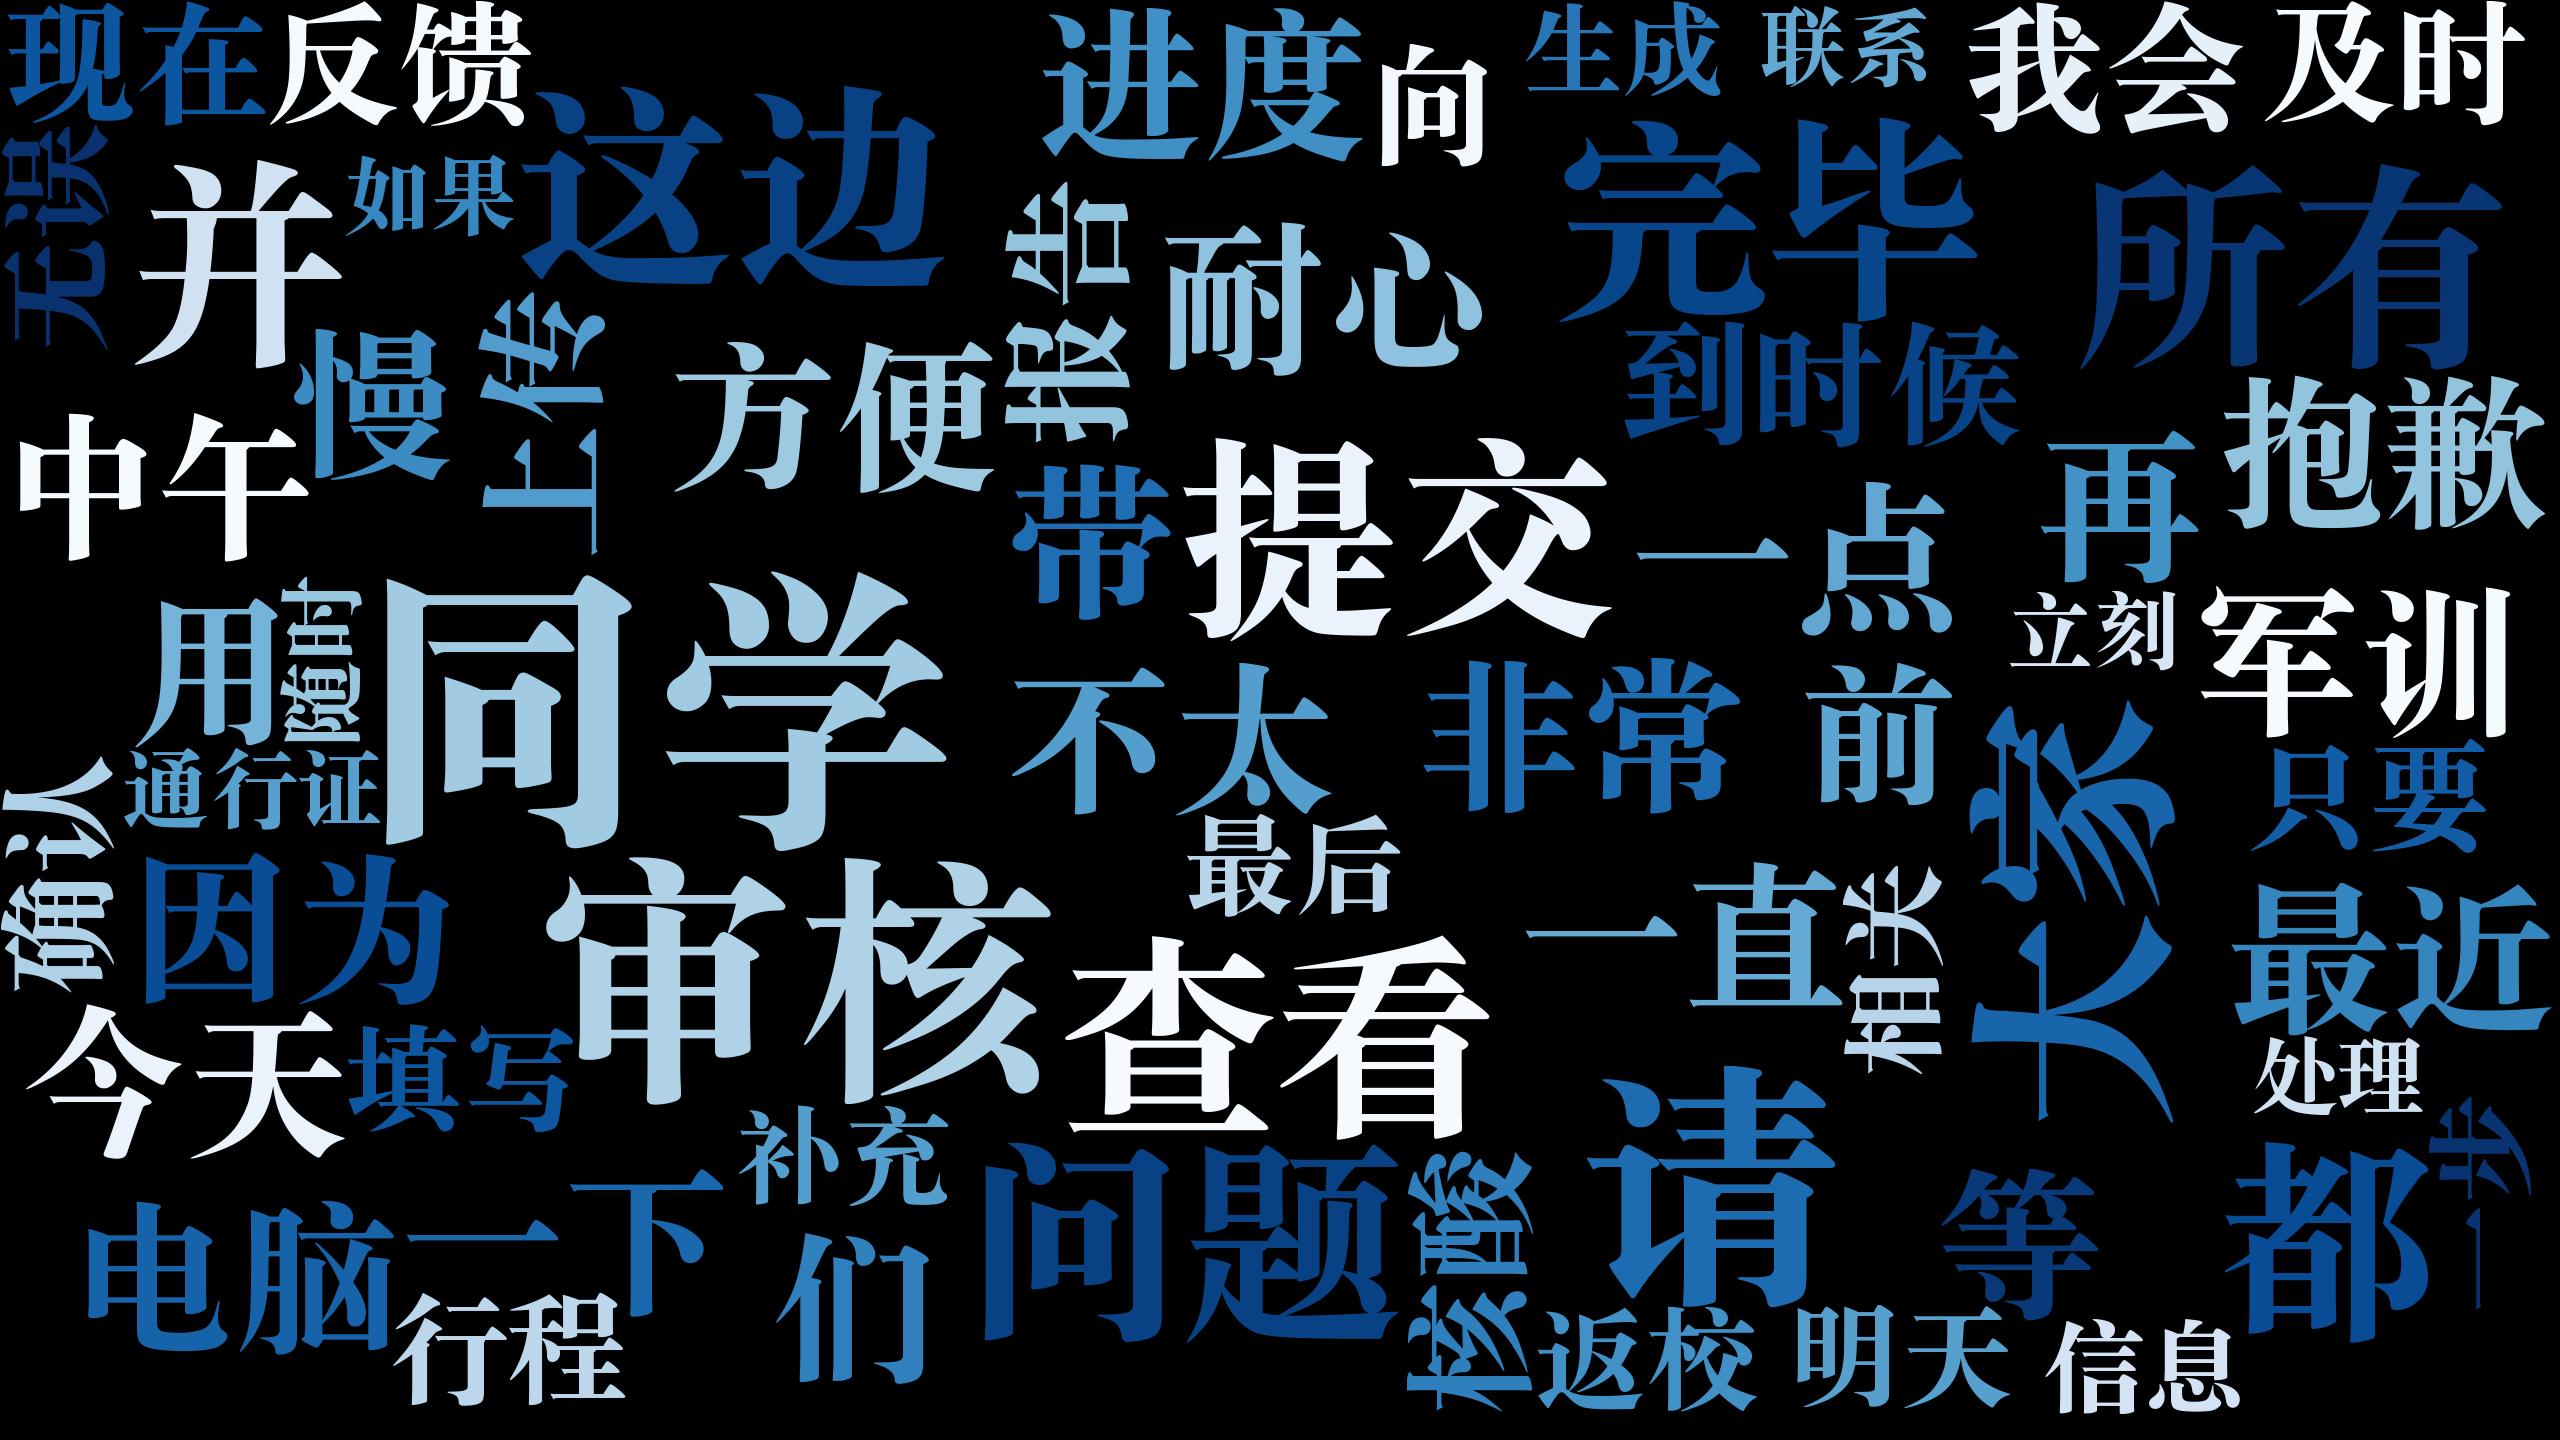 现在
反馈
进度
向
生成
联系
我会
及时
无误
并
如果
这边
报告
耐心
完毕
所有
慢
上传
方便
到时候
抱歉
中午
带
提交
一点
再
用
随时
同学
立刻
军训
不太
非常
前
大家
只要
确认
通行证
因为
审核
最后
一直
相关
最近
今天
填写
查看
处理
补充
问题
核酸
请
等
都
一步
电脑
一下
们
行程
返校
明天
信息